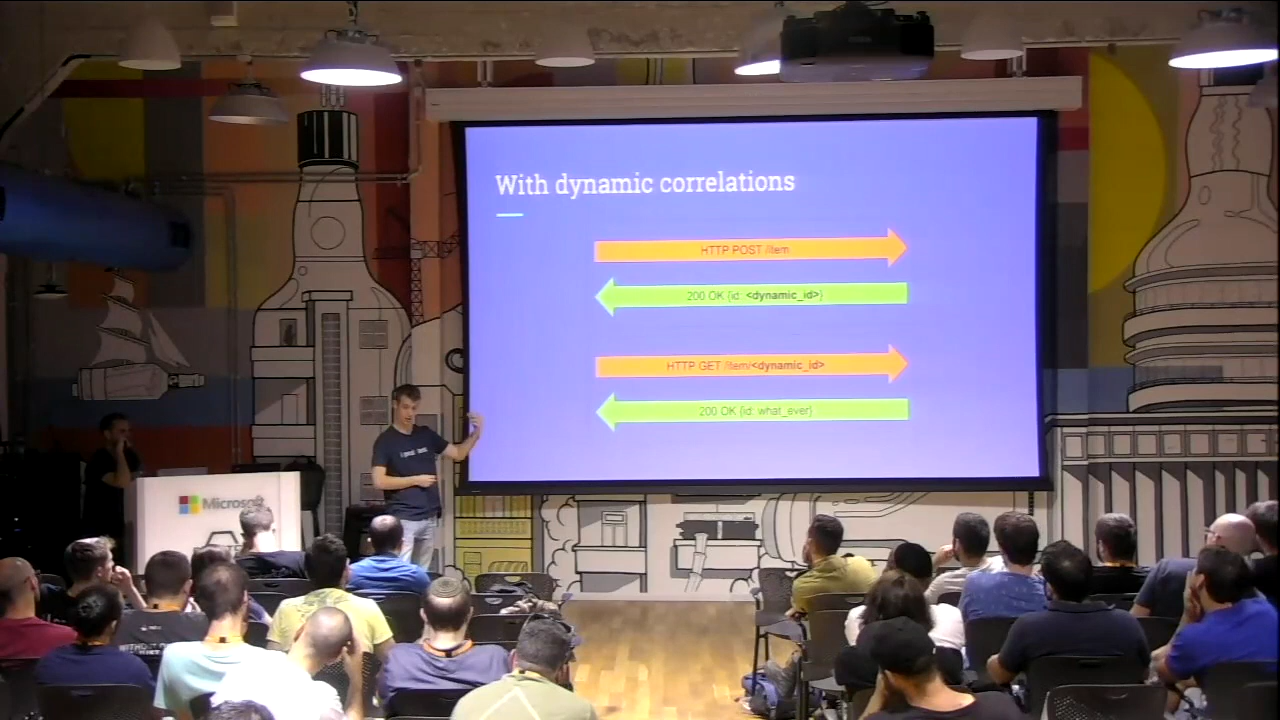 With dynamic correlations
HTTP POST /item
200 OK {id: <dynamic_id>}
HTTP GET /item/<dynamic_id>
200 OK {id: what_ever}
Microsoft